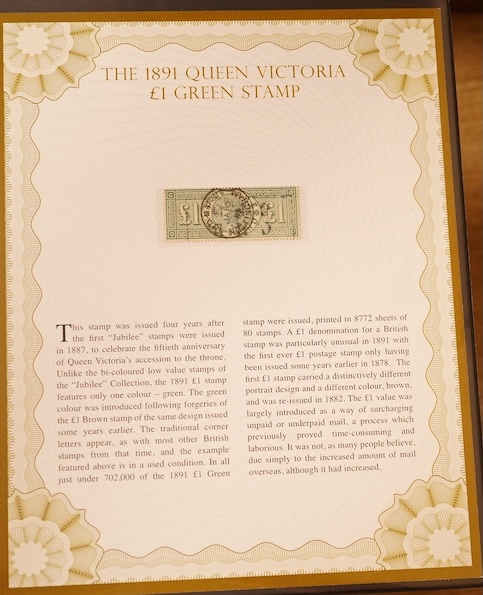 THE 1891 QUEEN VICTORIA
£1 GREEN STAMP
£1 £1
This stamp was issued four years after
the first "Jubilee" stamps were issued
in 1887, to celebrate the fiftieth anniversary
of Queen Victoria's accession to the throne.
Unlike the bi-coloured low value stamps of
the "Jubilee" Collection, the 1891 £1 stamp
features only one colour – green. The green
colour was introduced following forgeries of
the £1 Brown stamp of the same design issued
some years earlier. The traditional corner
letters appear, as with most other British
stamps from that time, and the example
featured above is in a used condition. In all
just under 702,000 of the 1891 £1 Green
stamp were issued, printed in 8772 sheets of
80 stamps. A £1 denomination for a British
stamp was particularly unusual in 1891 with
the first ever £1 postage stamp only having
been issued some years earlier in 1878. The
first £1 stamp carried a distinctively different
portrait design and a different colour, brown,
and was re-issued in 1882. The £1 value was
largely introduced as a way of surcharging
unpaid or underpaid mail, a process which
previously proved time-consuming and
laborious. It was not, as many people believe,
due simply to the increased amount of mail
overseas, although it had increased.